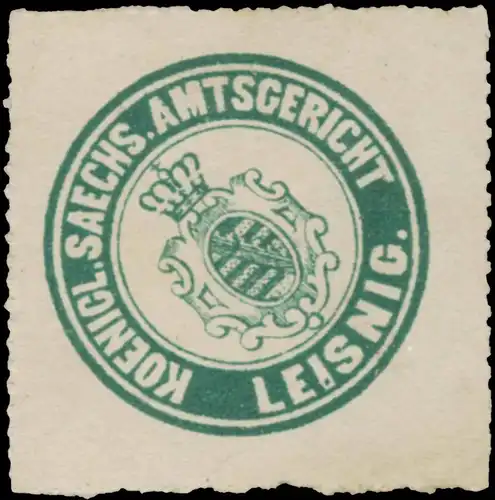 KOENIGL. SAECHS. AMTSGERICHT
LEISNIG.